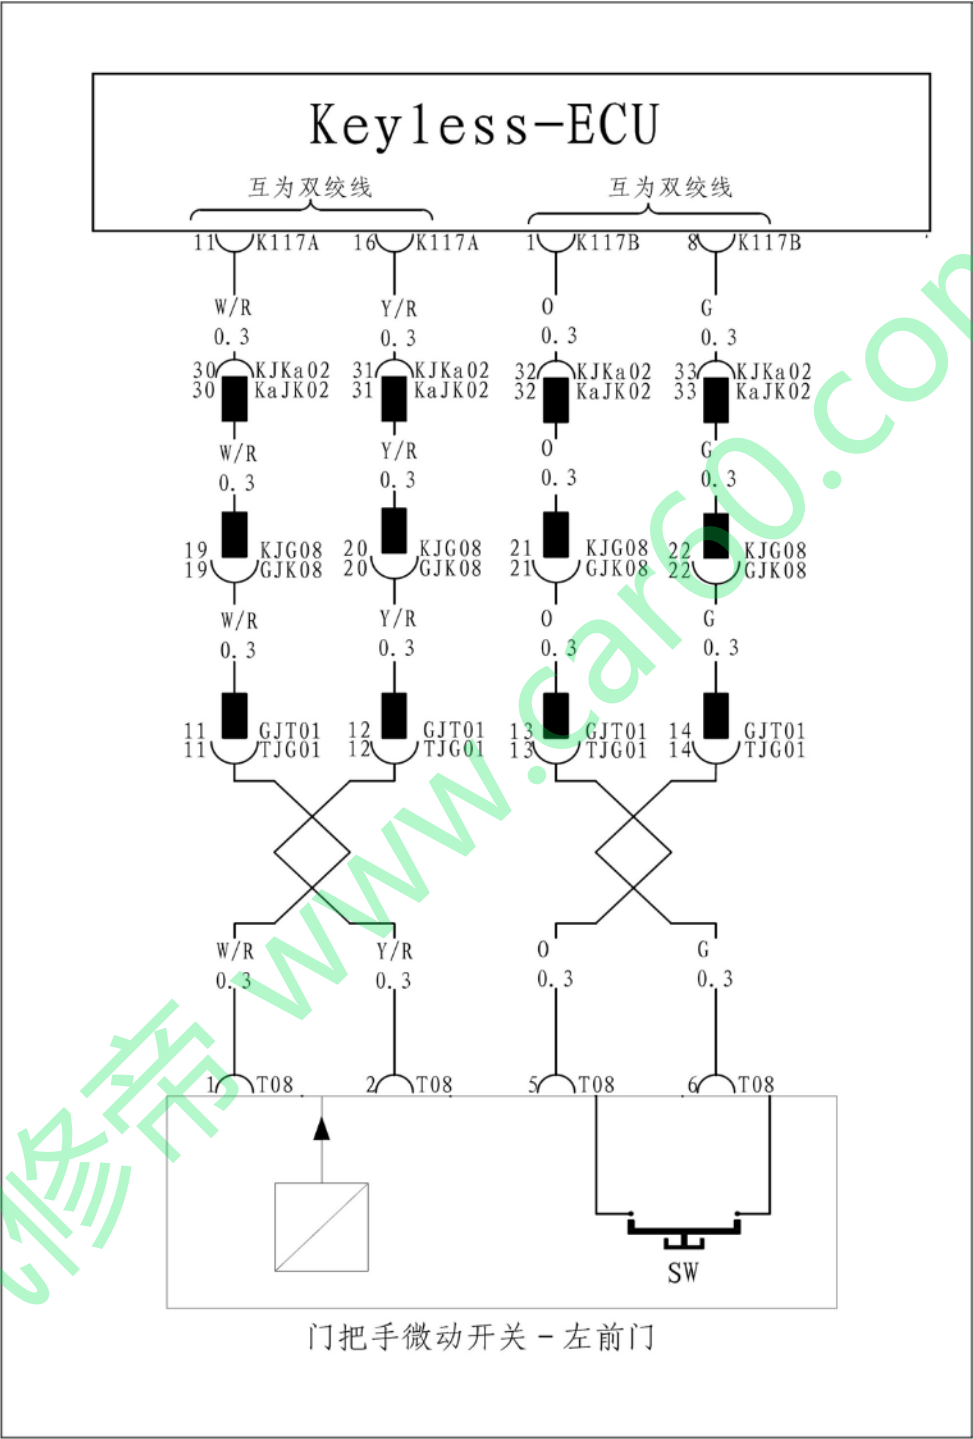 Keyless-ECU
互为双绞线 互为双绞线
11 K117A 16 K117A 1 K117B 8 K117B
W/R Y/R O G
0.3 0.3 0.3 0.3
30 KJKa02 31 KJKa02 32 KJKa02 33 KJKa02
30 KaJK02 31 KaJK02 32 KaJK02 33 KaJK02
W/R Y/R O G
0.3 0.3 0.3 0.3
19 KJG08 20 KJG08 21 KJG08 22 KJG08
19 GJK08 20 GJK08 21 GJK08 22 GJK08
W/R Y/R O G
0.3 0.3 0.3 0.3
11 GJT01 12 GJT01 13 GJT01 14 GJT01
11 TJG01 12 TJG01 13 TJG01 14 TJG01
W/R Y/R O G
0.3 0.3 0.3 0.3
1 T08 2 T08 5 T08 6 T08
SW
门把手微动开关-左前门
修帝 www.car60.com